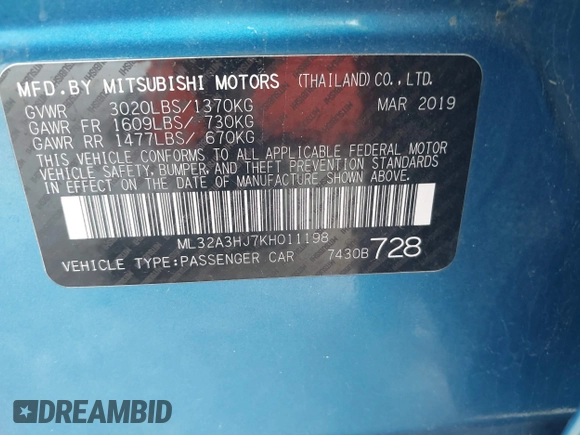 MFD.BY MITSUBISHI MOTORS (THAILAND)CO.,LTD.
GVWR 3020LBS/1370KG MAR 2019
GAWR FR 1609LBS/ 730KG
GAWR RR 1477LBS/ 670KG
THIS VEHICLE CONFORMS TO ALL APPLICABLE FEDERAL MOTOR
VEHICLE SAFETY, BUMPER, AND THEFT PREVENTION STANDARDS
IN EFFECT ON THE DATE OF MANUFACTURE SHOWN ABOVE.
ML32A3HJ7KH011198
VEHICLE TYPE:PASSENGER CAR 7430B 728
DREAMBID